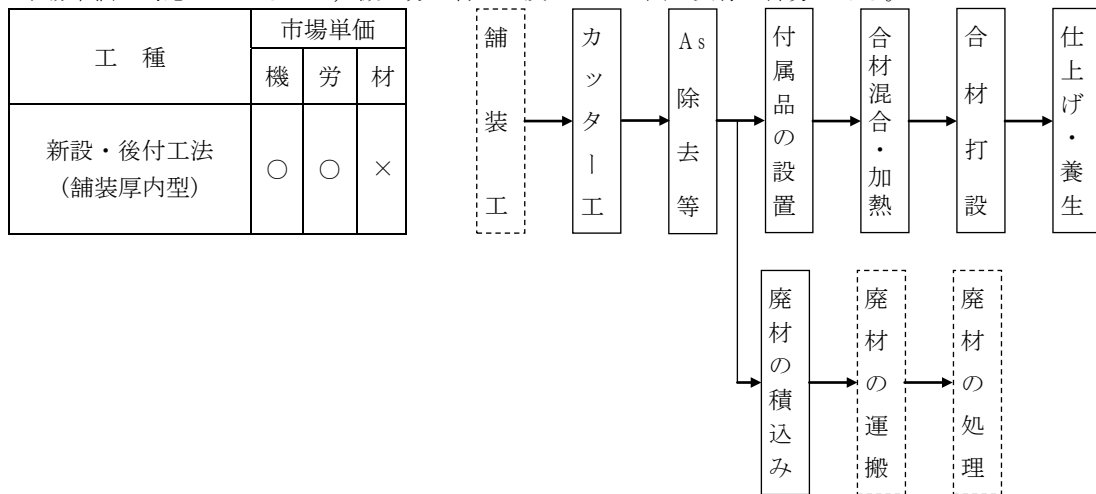 工　種
市場単価
機 労 材
新設・後付工法
(舗装厚内型)
○ ○ ×
舗装工
カッター工
As除去等
付属品の設置
合材混合・加熱
合材打設
仕上げ・養生
廃材の積込み
廃材の運搬
廃材の処理